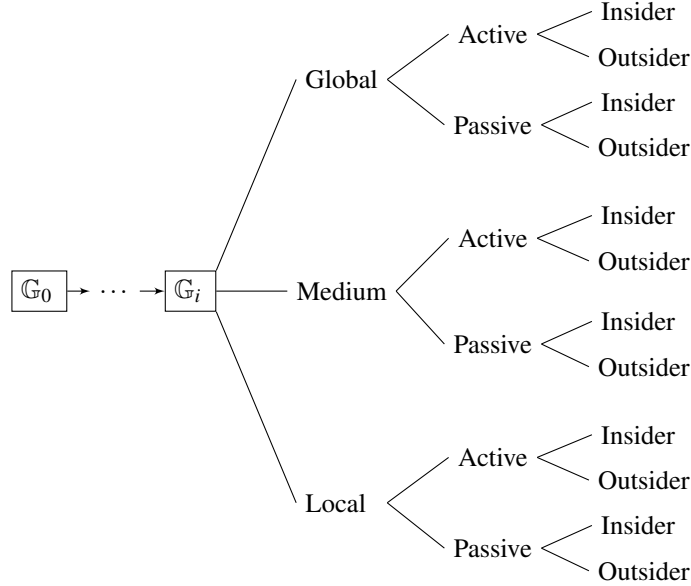 Insider
Active
Outsider
Global
Insider
Passive
Outsider
Insider
Active
Outsider
𝔾₀ → ⋯ → 𝔾ᵢ
Medium
Insider
Passive
Outsider
Insider
Active
Outsider
Local
Insider
Passive
Outsider